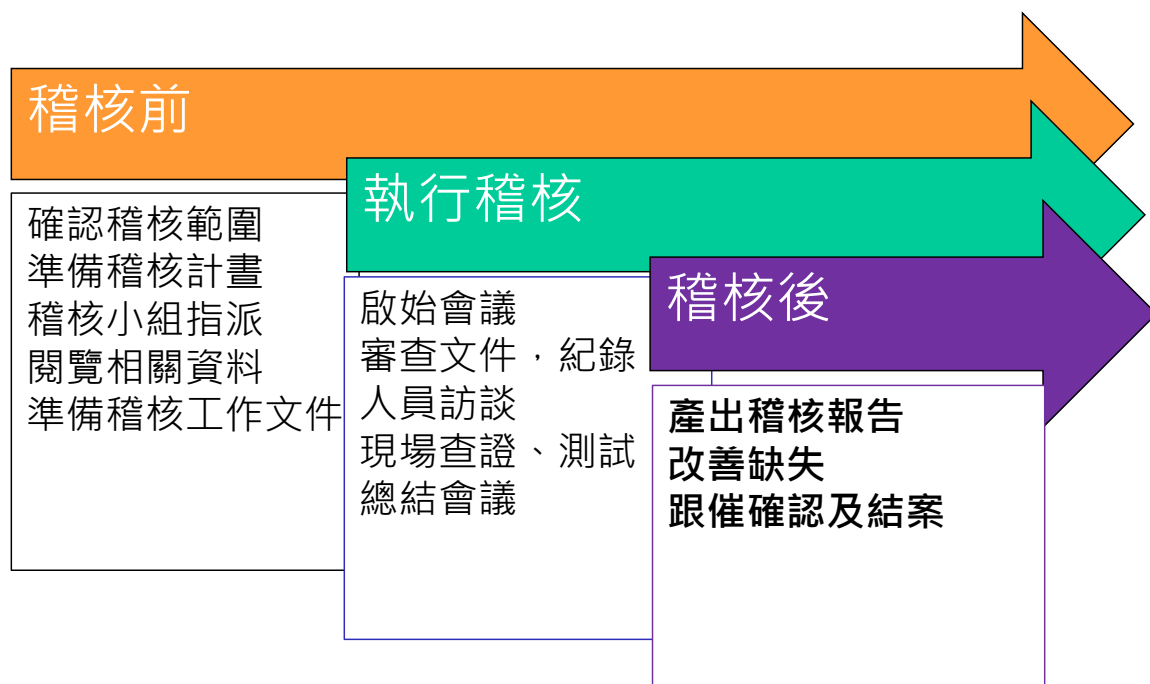 稽核前
確認稽核範圍
準備稽核計畫
稽核小組指派
閱覽相關資料
準備稽核工作文件
執行稽核
啟始會議
審查文件，紀錄
人員訪談
現場查證、測試
總結會議
稽核後
產出稽核報告
改善缺失
跟催確認及結案